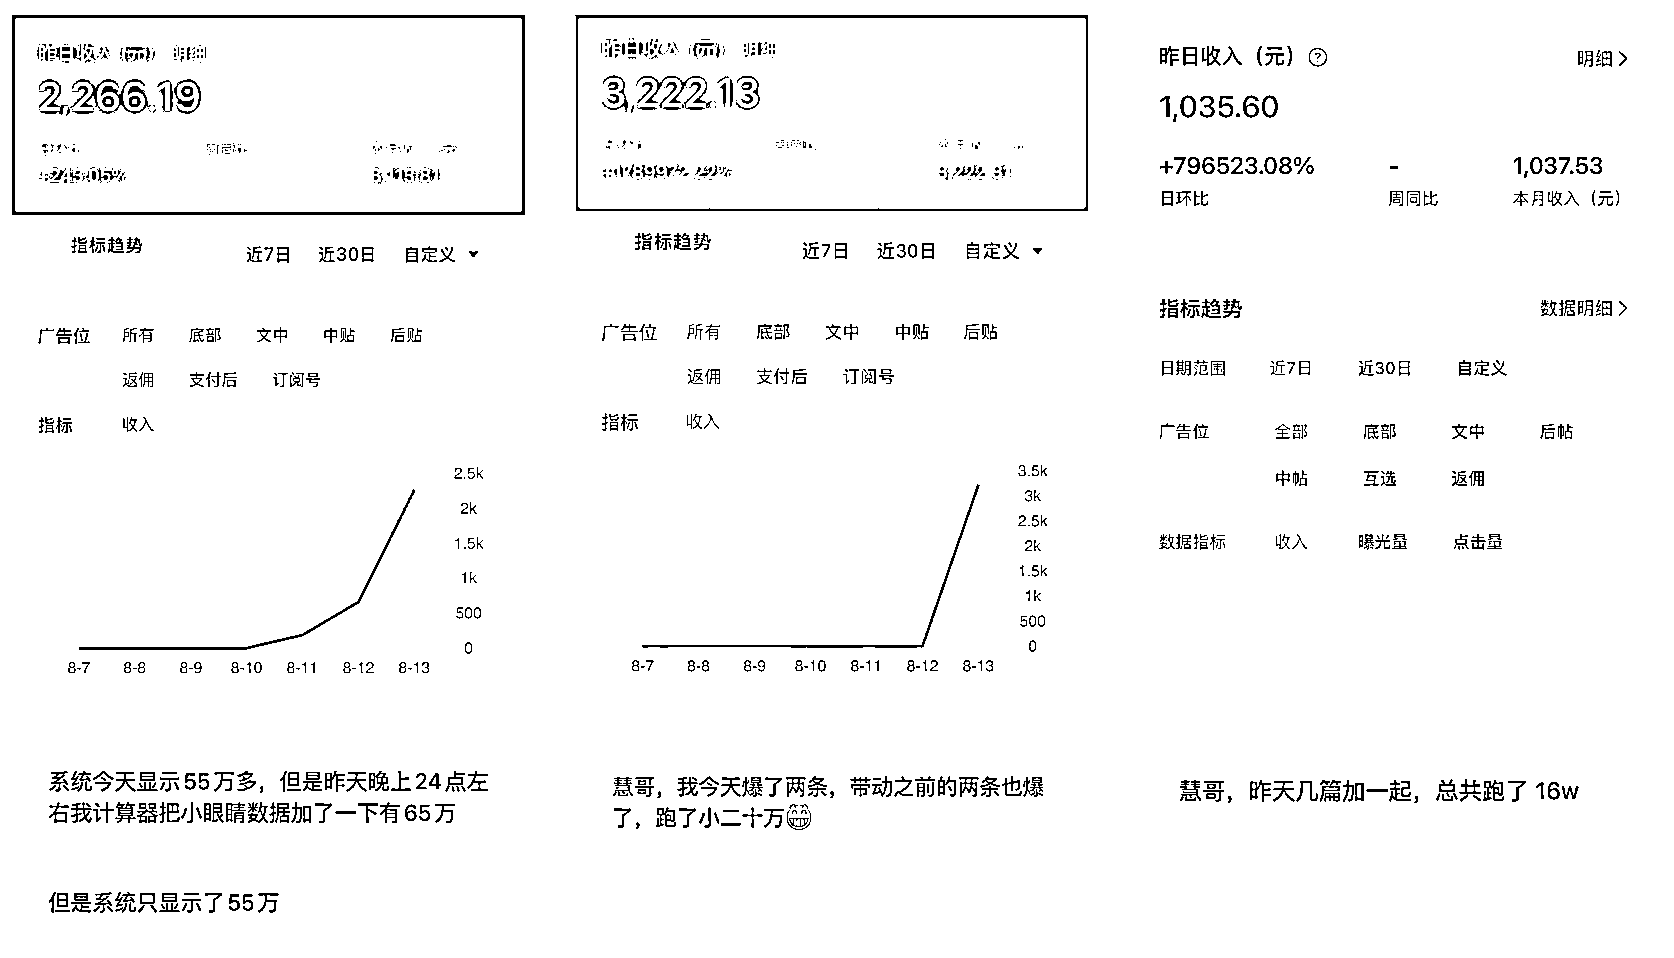 昨日收入（元） 明细
2,266.19
指标趋势
近7日 近30日 自定义
广告位 所有 底部 文中 中贴 后贴
返佣 支付后 订阅号
指标 收入
2.5k
2k
1.5k
1k
500
0
8-7 8-8 8-9 8-10 8-11 8-12 8-13
系统今天显示55万多，但是昨天晚上24点左
右我计算器把小眼睛数据加了一下有65万
但是系统只显示了55万
昨日收入（元） 明细
3,222.13
指标趋势
近7日 近30日 自定义
广告位 所有 底部 文中 中贴 后贴
返佣 支付后 订阅号
指标 收入
3.5k
3k
2.5k
2k
1.5k
1k
500
0
8-7 8-8 8-9 8-10 8-11 8-12 8-13
慧哥，我今天爆了两条，带动之前的两条也爆
了，跑了小二十万😁
昨日收入（元） ? 明细 >
1,035.60
+796523.08% - 1,037.53
日环比 周同比 本月收入（元）
指标趋势 数据明细 >
日期范围 近7日 近30日 自定义
广告位 全部 底部 文中 后帖
中帖 互选 返佣
数据指标 收入 曝光量 点击量
慧哥，昨天几篇加一起，总共跑了 16w